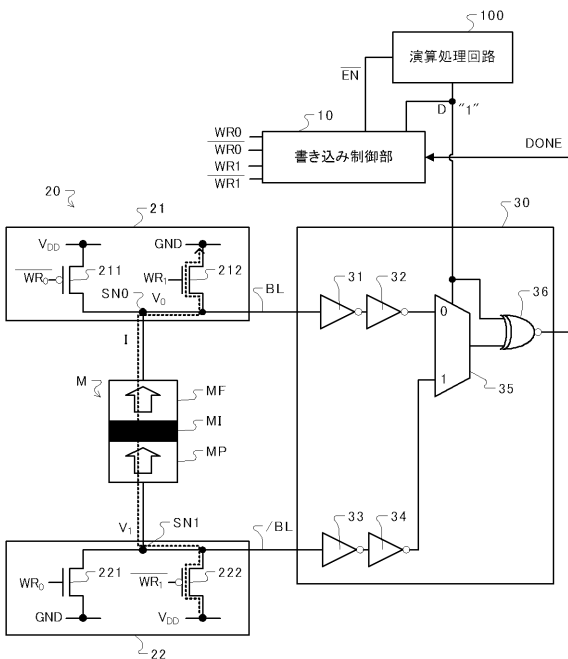 100
演算処理回路
EN
D "1"
10
WR0
WR0
WR1
WR1
書き込み制御部
DONE
20
21
30
VDD
GND
WR0
211
WR1
212
SN0
V0
BL
31
32
0
36
I
35
M
MF
MI
MP
1
V1
SN1
/BL
33
34
WR0
221
WR1
222
GND
VDD
22